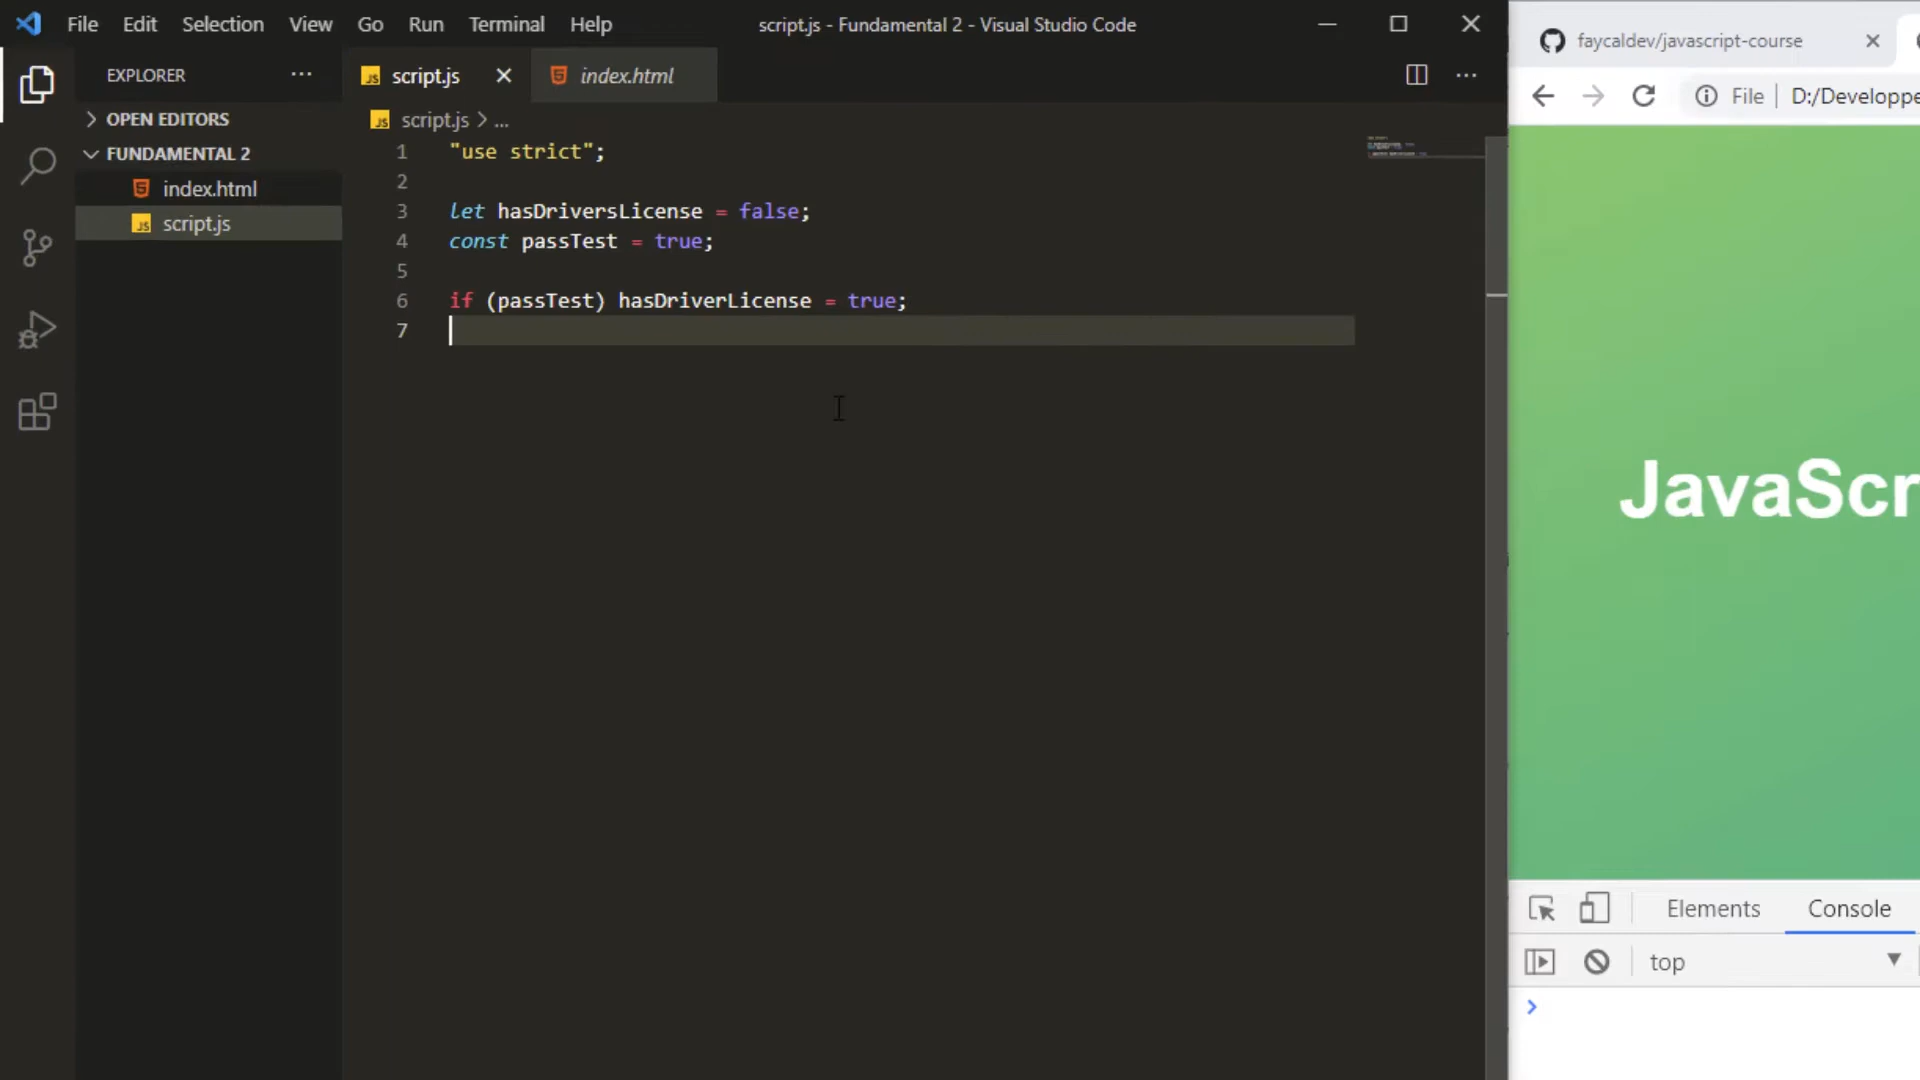 File Edit Selection View Go Run Terminal Help
script.js - Fundamental 2 - Visual Studio Code
EXPLORER
OPEN EDITORS
FUNDAMENTAL 2
index.html
script.js
script.js
index.html
script.js > ...
1 "use strict";
2
3 let hasDriversLicense = false;
4 const passTest = true;
5
6 if (passTest) hasDriverLicense = true;
7
faycaldev/javascript-course
File | D:/Developpe
JavaScr
Elements Console
top